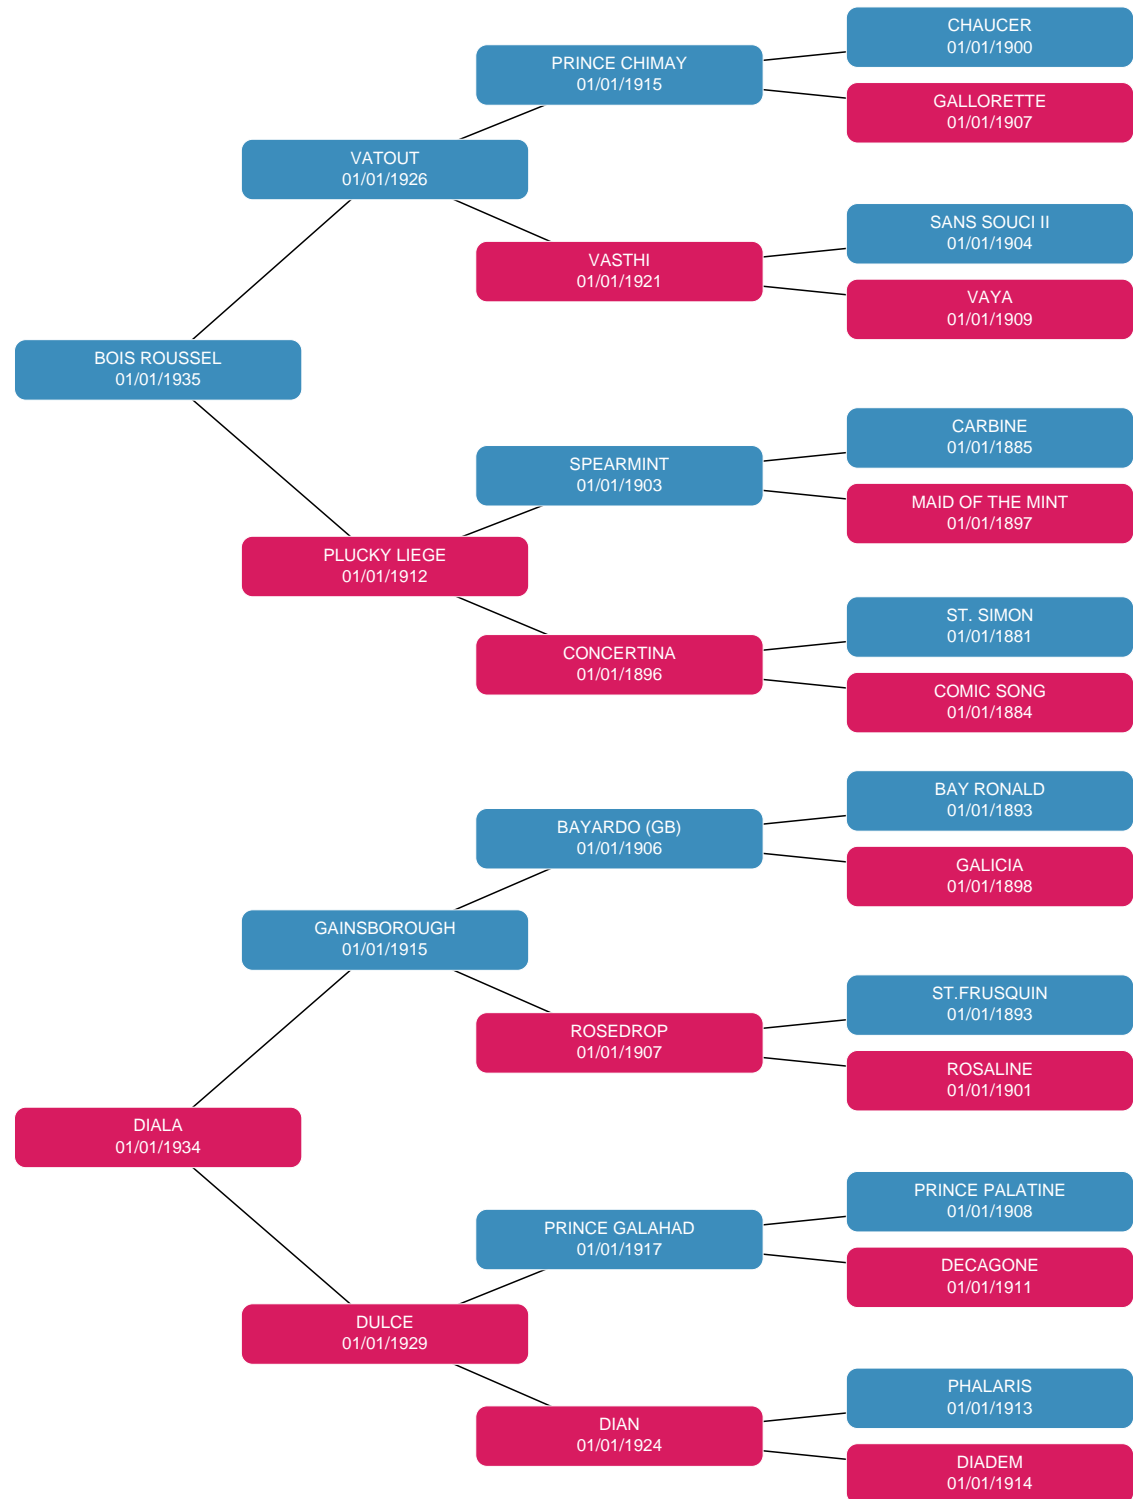 CHAUCER
01/01/1900
PRINCE CHIMAY
01/01/1915
GALLORETTE
01/01/1907
VATOUT
01/01/1926
SANS SOUCI II
01/01/1904
VASTHI
01/01/1921
VAYA
01/01/1909
BOIS ROUSSEL
01/01/1935
CARBINE
01/01/1885
SPEARMINT
01/01/1903
MAID OF THE MINT
01/01/1897
PLUCKY LIEGE
01/01/1912
ST. SIMON
01/01/1881
CONCERTINA
01/01/1896
COMIC SONG
01/01/1884
BAY RONALD
01/01/1893
BAYARDO (GB)
01/01/1906
GALICIA
01/01/1898
GAINSBOROUGH
01/01/1915
ST.FRUSQUIN
01/01/1893
ROSEDROP
01/01/1907
ROSALINE
01/01/1901
DIALA
01/01/1934
PRINCE PALATINE
01/01/1908
PRINCE GALAHAD
01/01/1917
DECAGONE
01/01/1911
DULCE
01/01/1929
PHALARIS
01/01/1913
DIAN
01/01/1924
DIADEM
01/01/1914